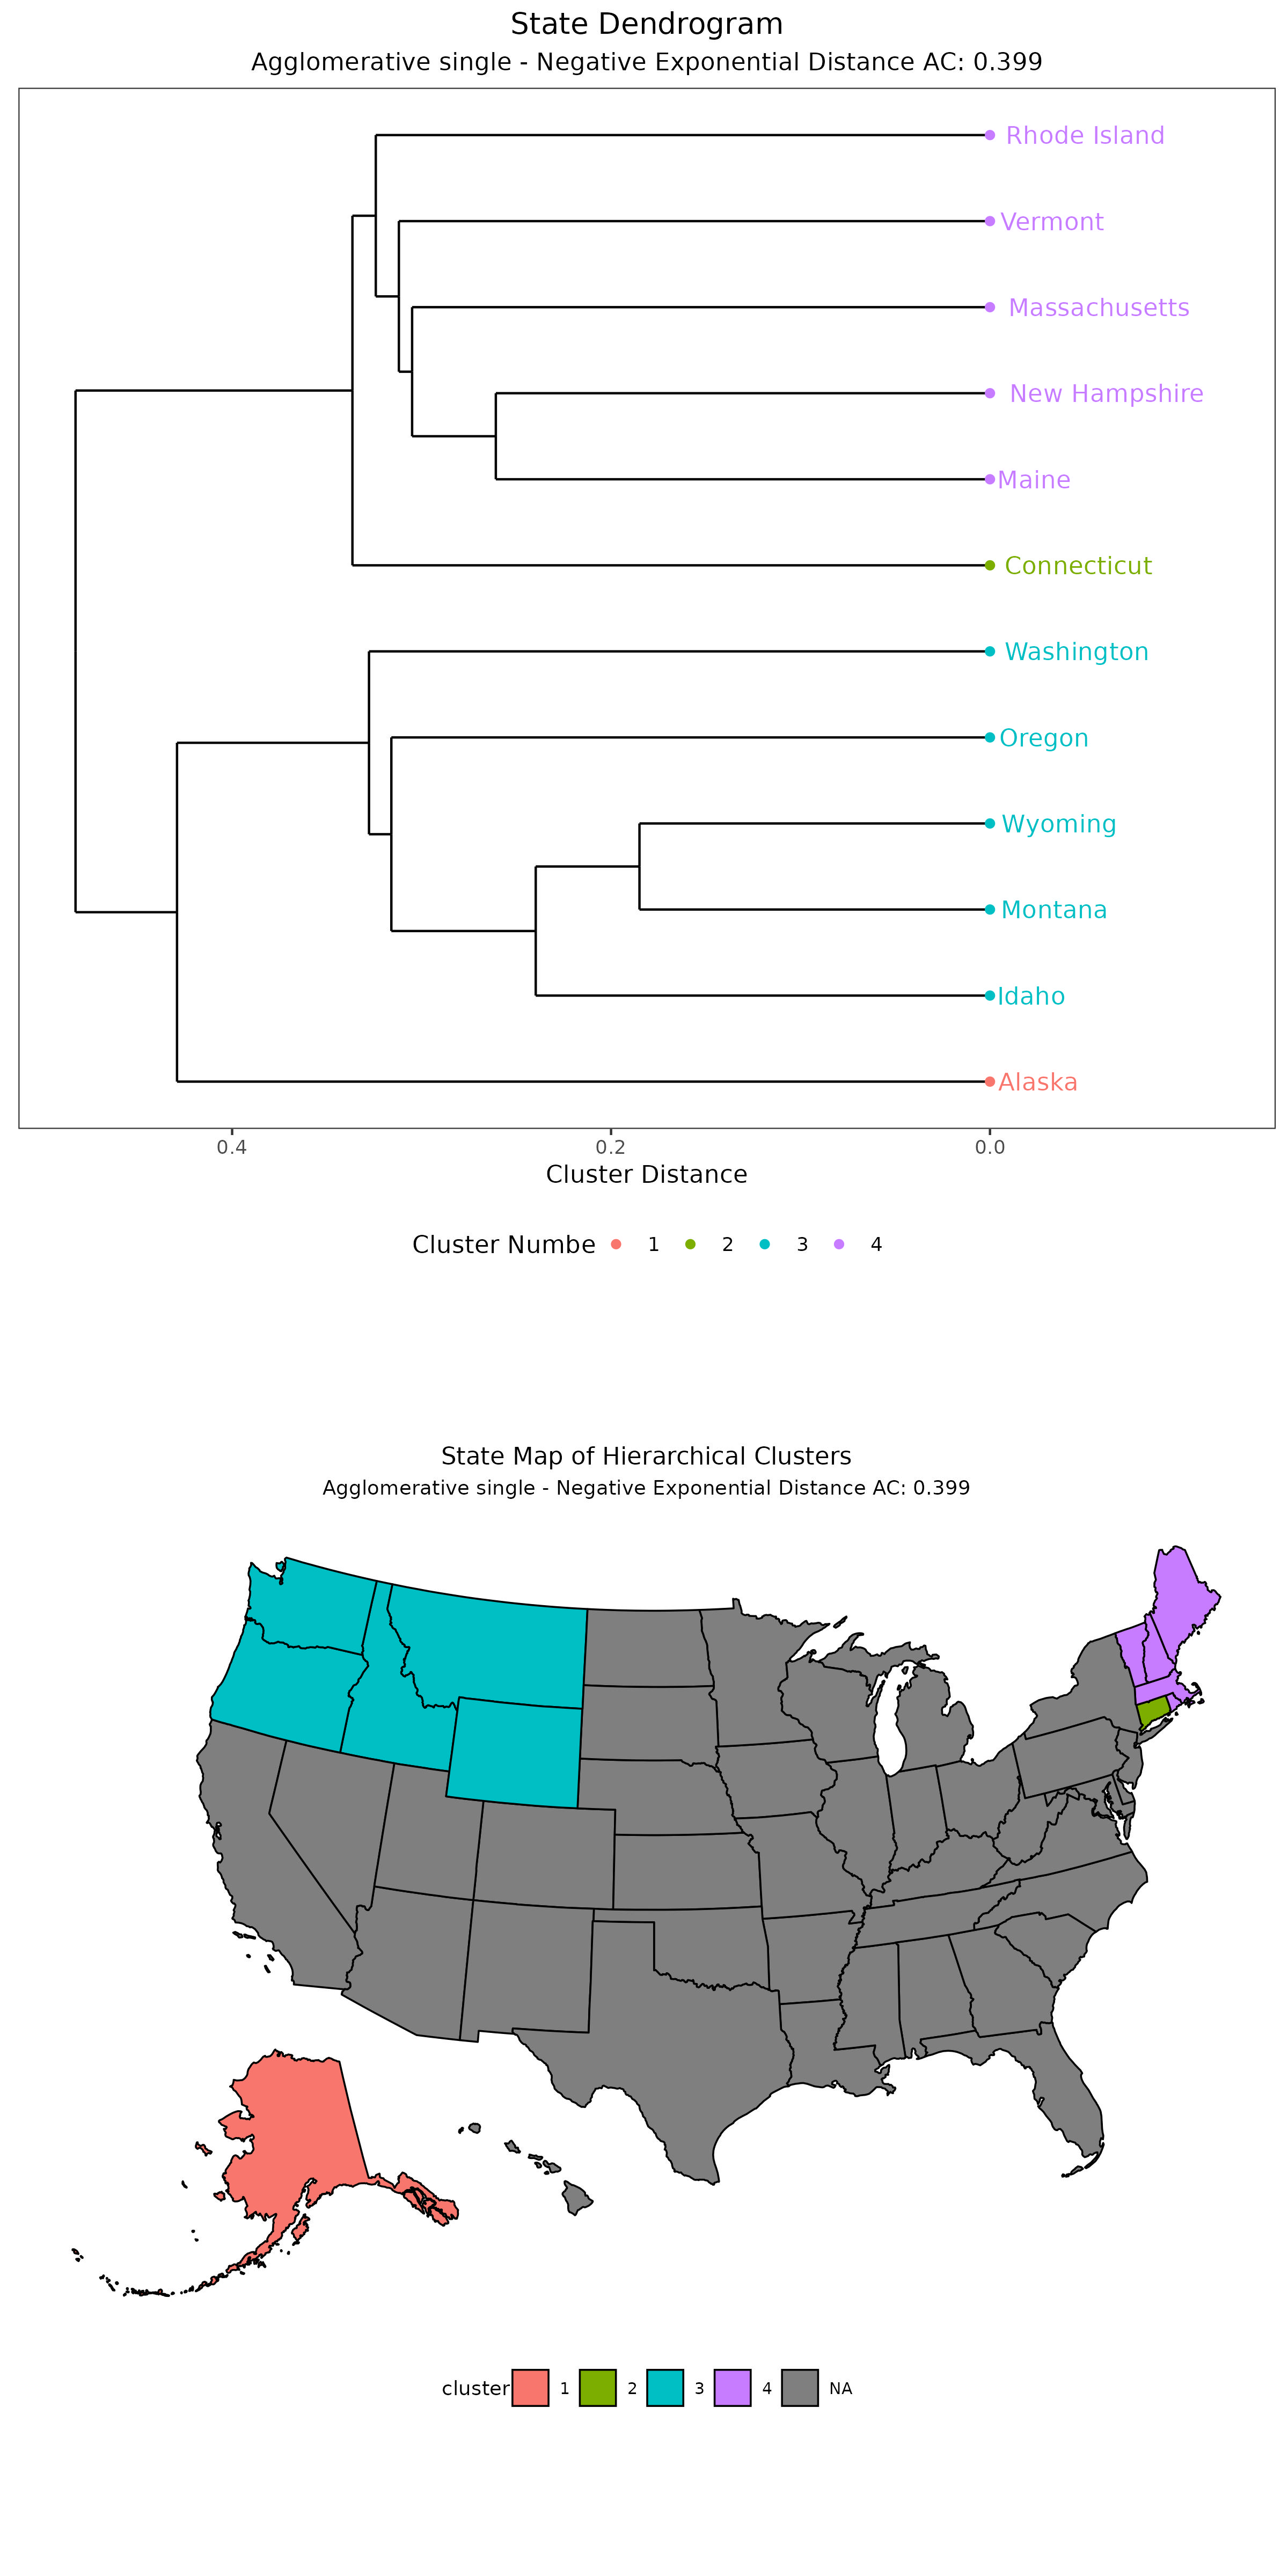 State Dendrogram
Agglomerative single - Negative Exponential Distance AC: 0.399
Rhode Island
Vermont
Massachusetts
New Hampshire
Maine
Connecticut
Washington
Oregon
Wyoming
Montana
Idaho
Alaska
0.4 0.2 0.0
Cluster Distance
Cluster Numbe 1 2 3 4
State Map of Hierarchical Clusters
Agglomerative single - Negative Exponential Distance AC: 0.399
cluster 1 2 3 4 NA